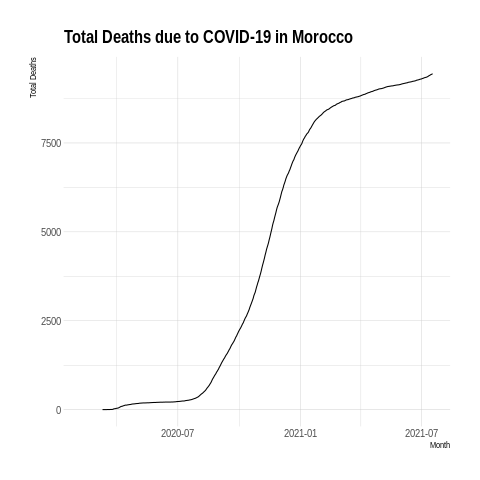 Total Deaths due to COVID-19 in Morocco
Total Deaths
7500
5000
2500
0
2020-07
2021-01
2021-07
Month